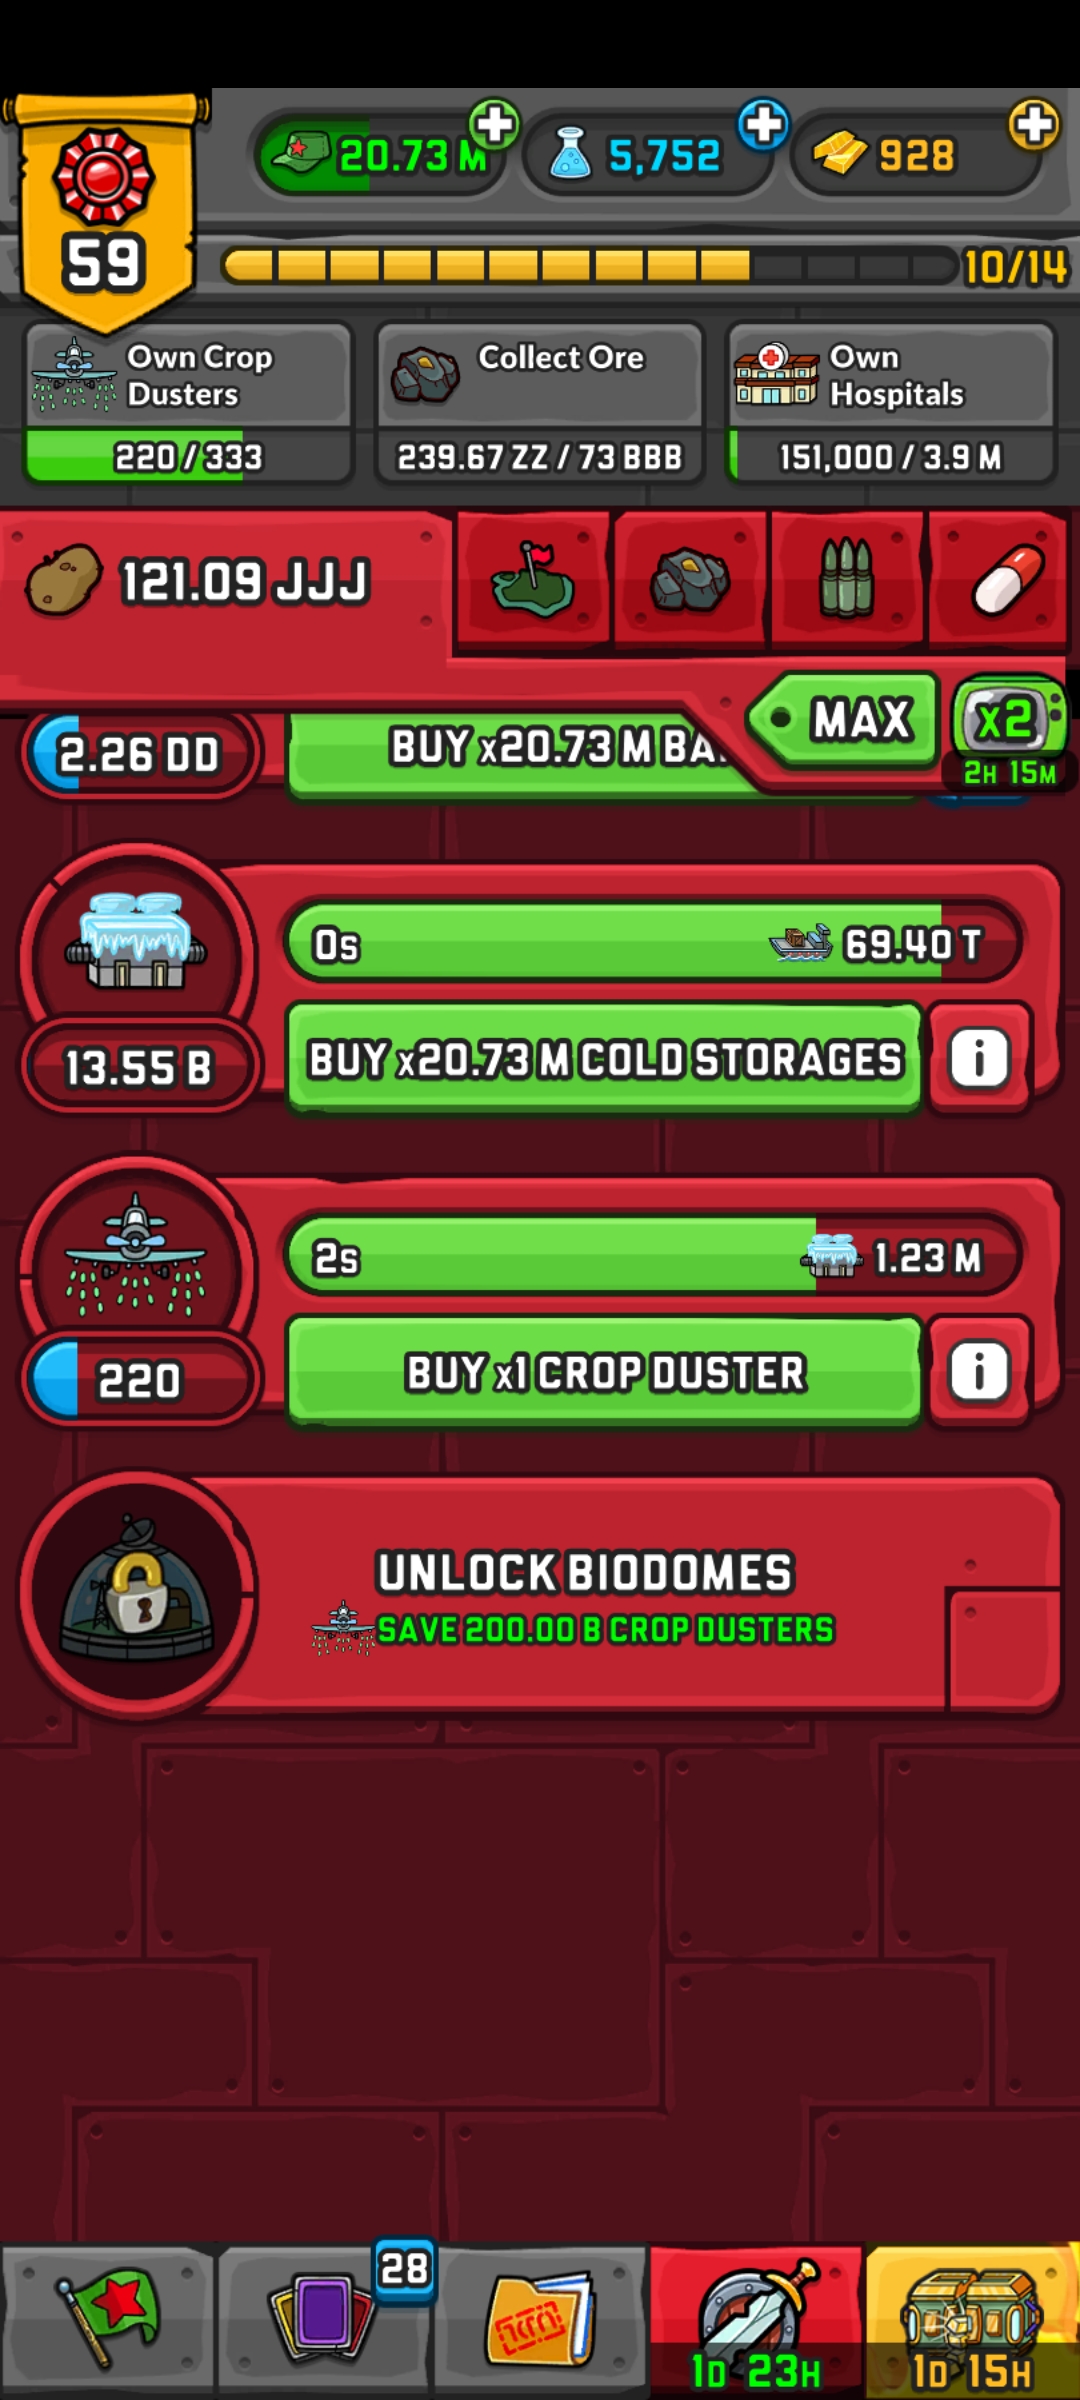 20.73 M
5,752
928
59
10/14
Own Crop
Dusters
220 / 333
Collect Ore
239.67 ZZ / 73 BBB
Own
Hospitals
151,000 / 3.9 M
121.09 JJJ
MAX
x2
2H 15M
2.26 DD
BUY x20.73 M BA
0s
69.40 T
13.55 B
BUY x20.73 M COLD STORAGES
i
2s
1.23 M
220
BUY x1 CROP DUSTER
i
UNLOCK BIODOMES
SAVE 200.00 B CROP DUSTERS
28
1D 23H
1D 15H